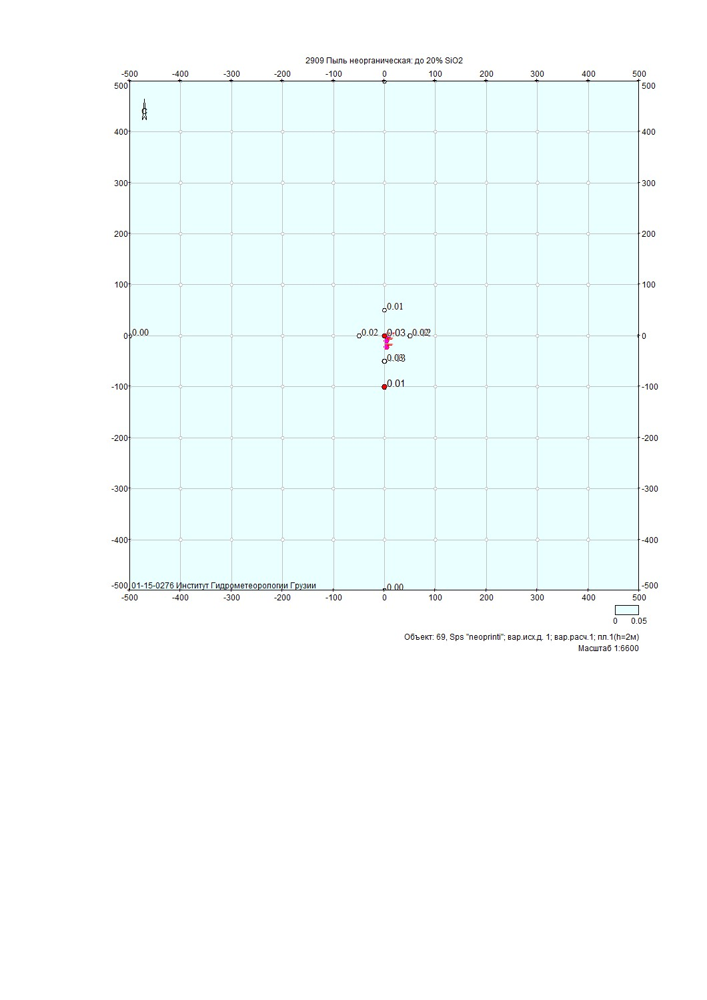 2909 Пыль неорганическая: до 20% SiO2
-500 -400 -300 -200 -100 0 100 200 300 400 500
500 500
С
400 400
300 300
200 200
100 100
0.01
0 0.00 0.02 0.03 0.02 0
-100 0.01 -100
-200 -200
-300 -300
-400 -400
-500 01-15-0276 Институт Гидрометеорологии Грузии 0.00 -500
-500 -400 -300 -200 -100 0 100 200 300 400 500
0 0.05
Объект: 69, Sps "neoprinti"; вар.исх.д. 1; вар.расч.1; пл.1(h=2м)
Масштаб 1:6600